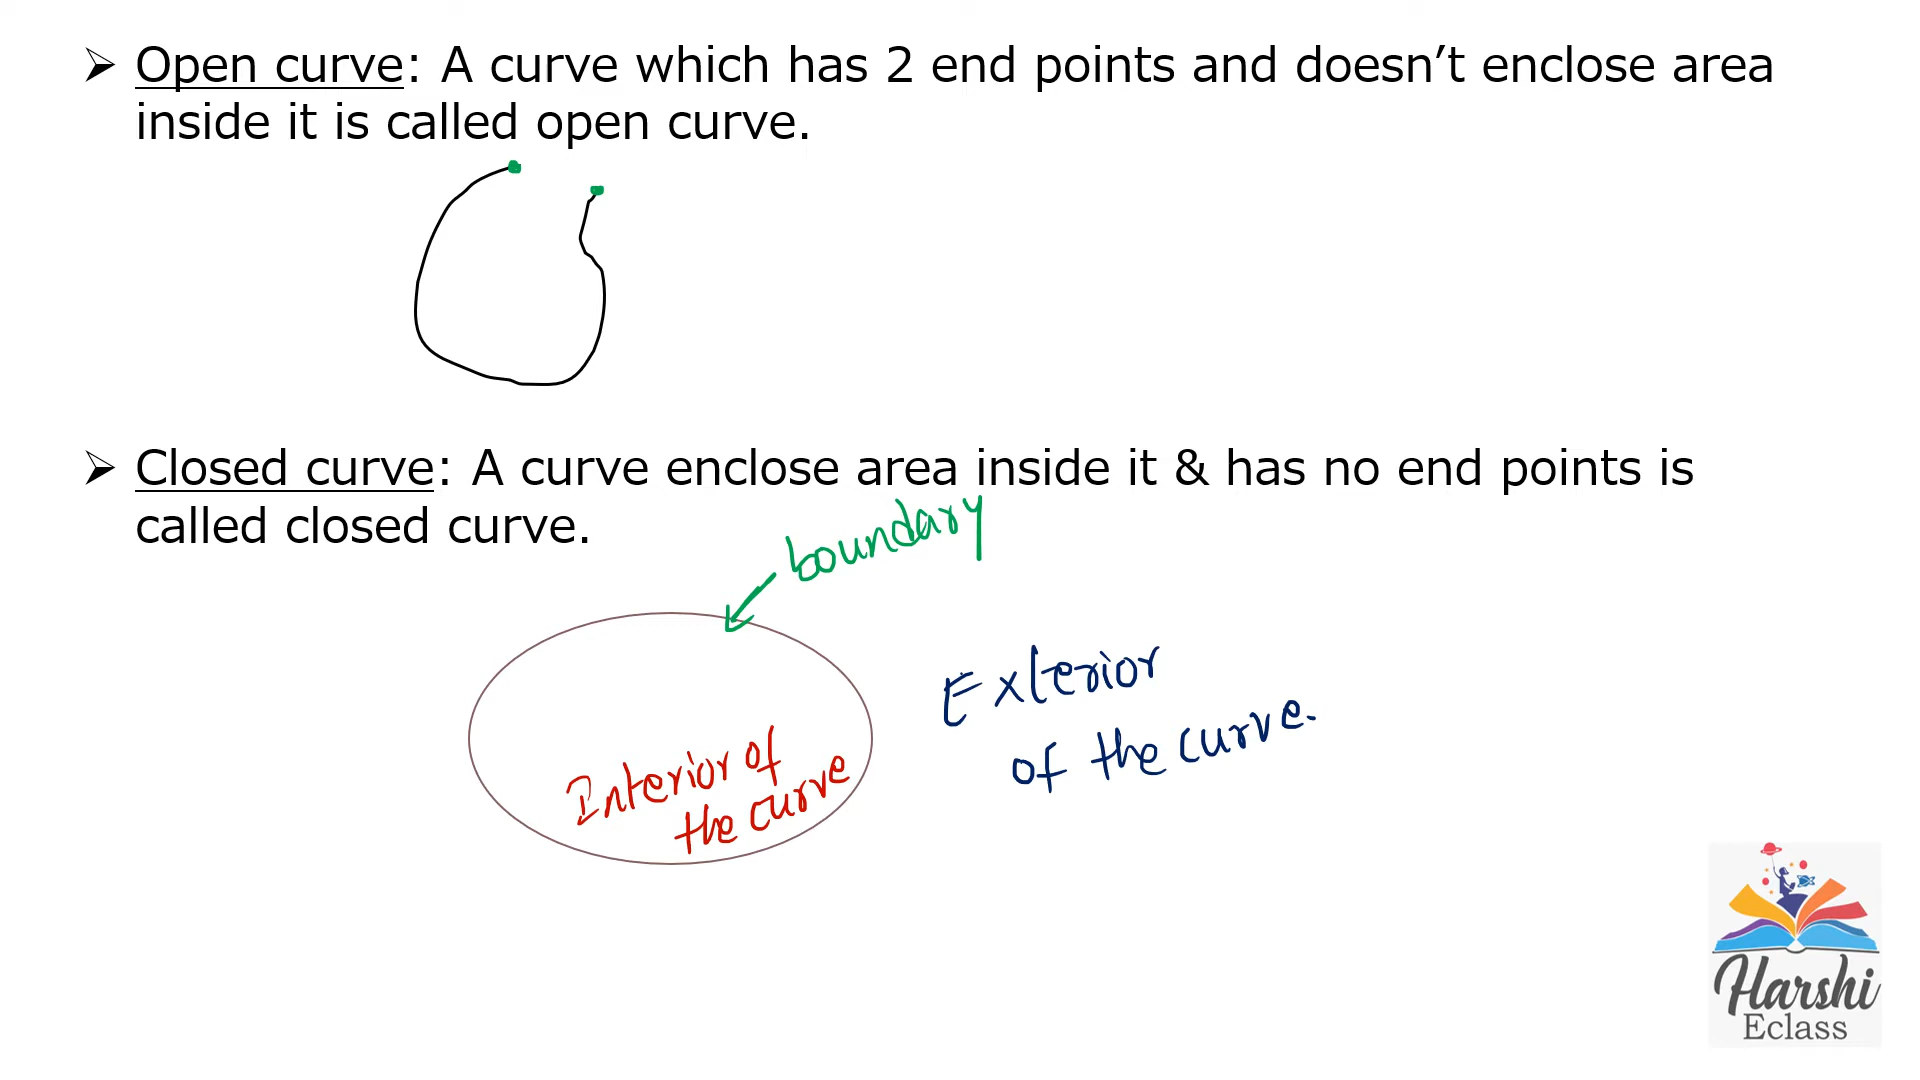 ➢ Open curve: A curve which has 2 end points and doesn’t enclose area
inside it is called open curve.
➢ Closed curve: A curve enclose area inside it & has no end points is
called closed curve.
boundary
Exterior
of the curve.
Interior of
the curve
Harshi
Eclass